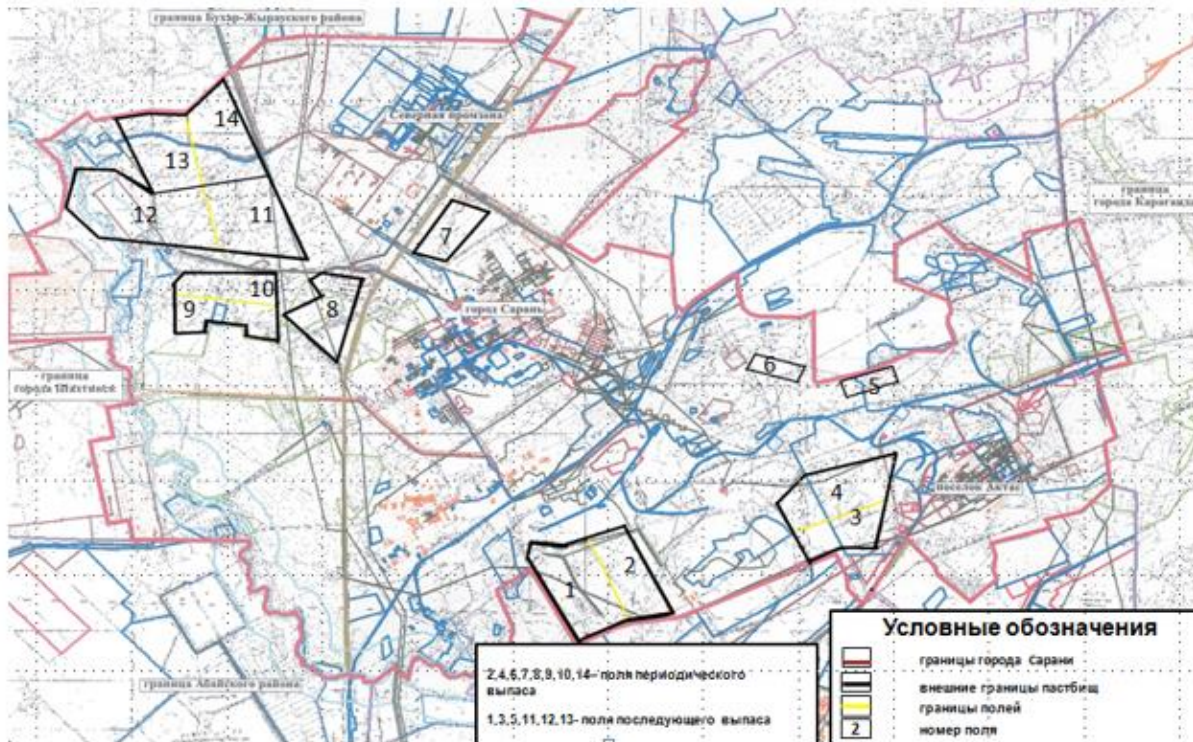 граница Бухар-Жырауского района
Северная промзона
14
13
12
11
граница
города Караганда
7
10
9
8
город Сарань
6
5
граница
города Шахтинск
4
3
поселок Актас
2
1
граница Абайского района
2,4,6,7,8,9,10,14– поля периодического
выпаса
1,3,5,11,12,13- поля последующего выпаса
Условные обозначения
границы города Сарани
внешние границы пастбищ
границы полей
2
номер поля